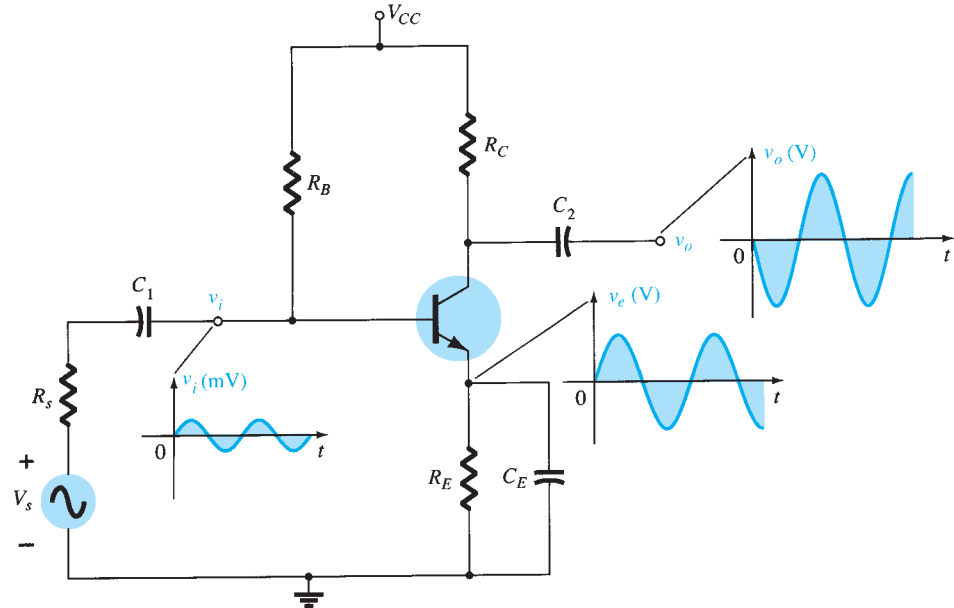 V_CC
R_C
R_B
v_o (V)
C_2
v_o
0
t
C_1
v_i
v_e (V)
v_i (mV)
0
t
R_s
0
t
+
V_s
−
R_E
C_E